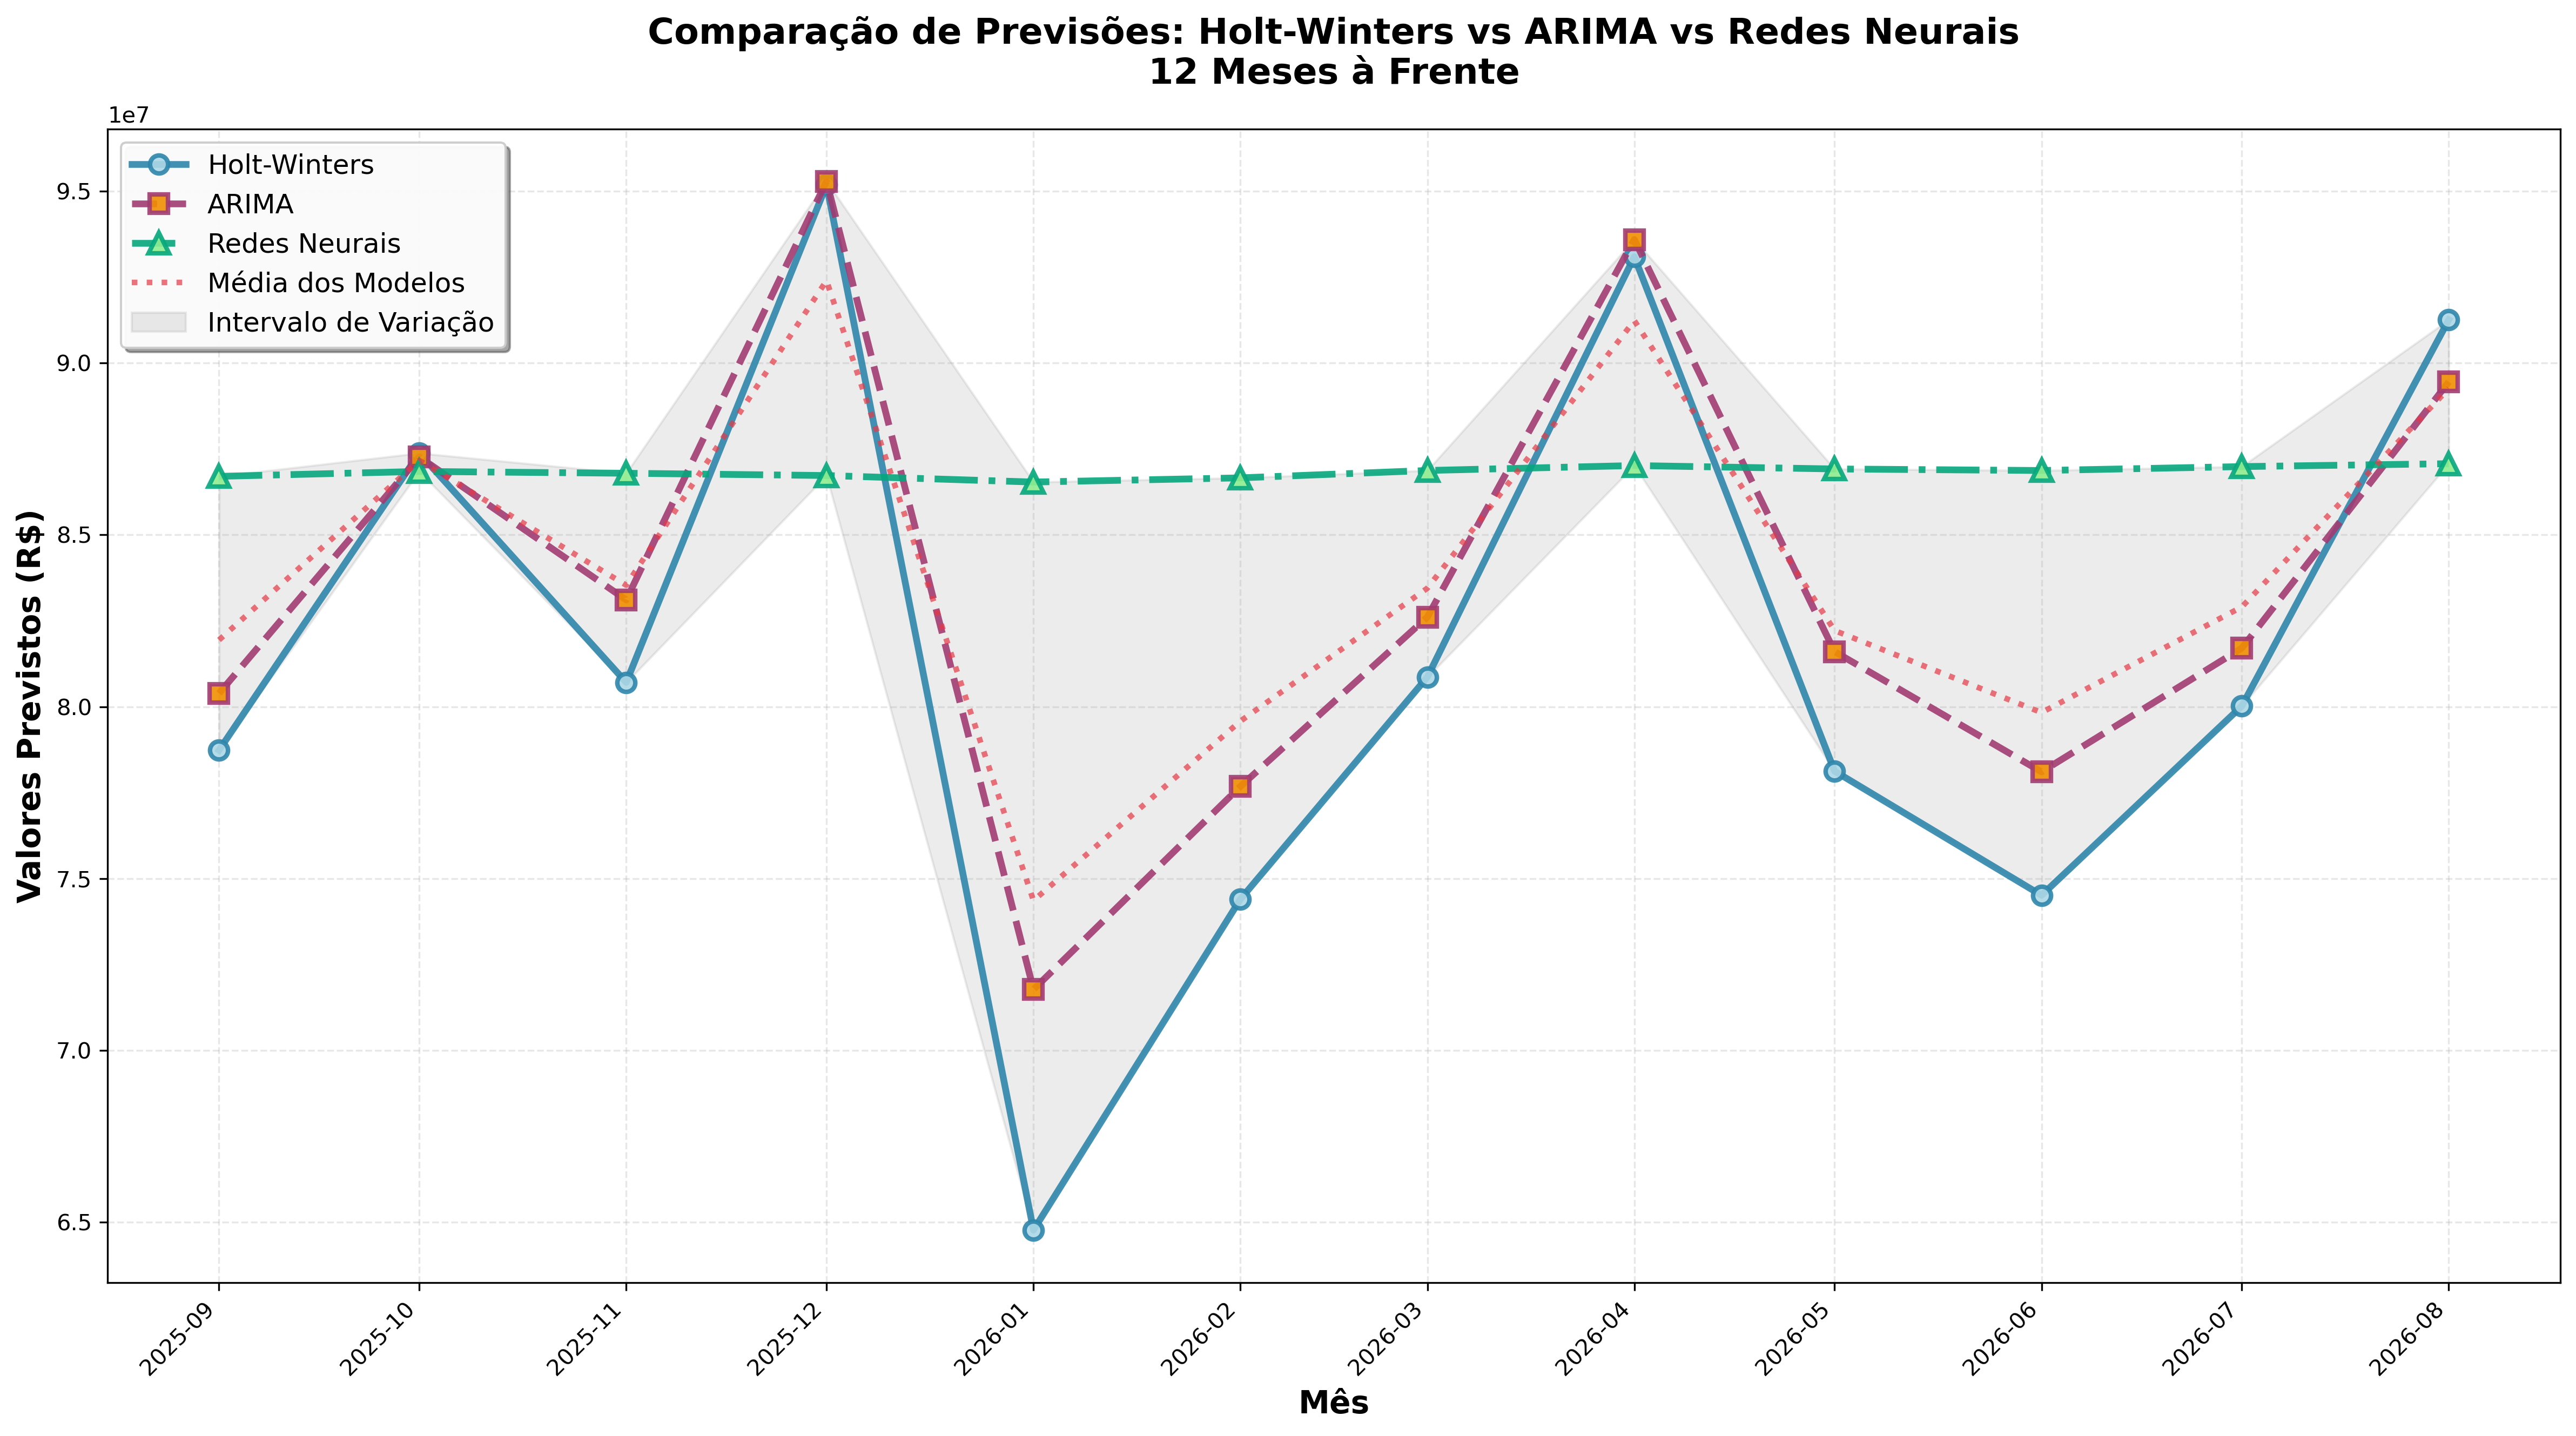 Comparação de Previsões: Holt-Winters vs ARIMA vs Redes Neurais
12 Meses à Frente
1e7
Holt-Winters
ARIMA
Redes Neurais
Média dos Modelos
Intervalo de Variação
9.5
9.0
8.5
8.0
7.5
7.0
6.5
Valores Previstos (R$)
2025-09
2025-10
2025-11
2025-12
2026-01
2026-02
2026-03
2026-04
2026-05
2026-06
2026-07
2026-08
Mês